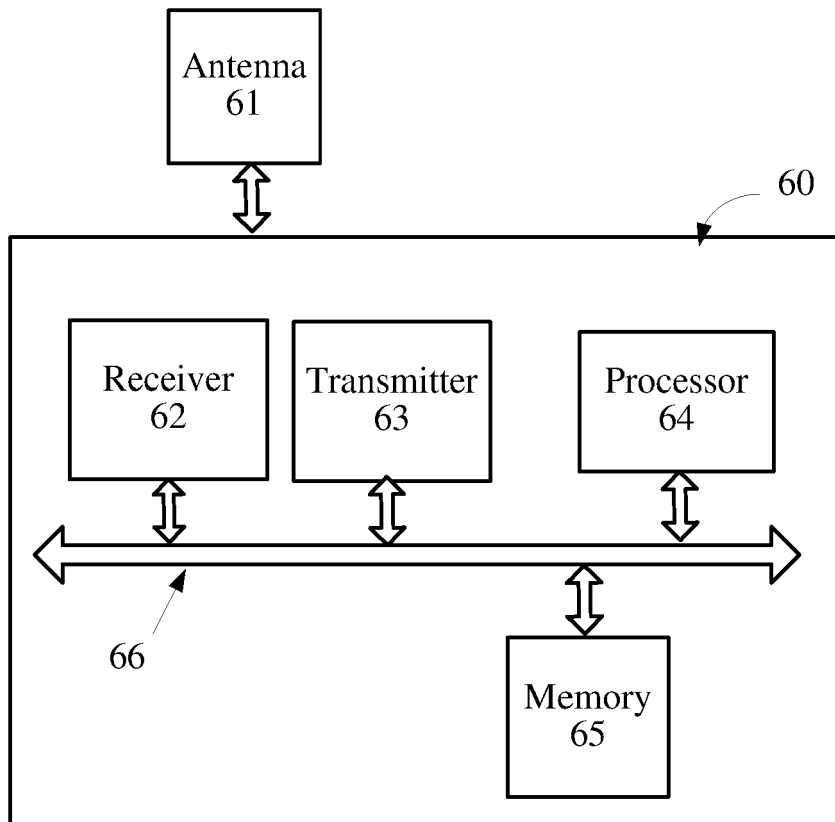 Antenna
61
60
Receiver
62
Transmitter
63
Processor
64
66
Memory
65